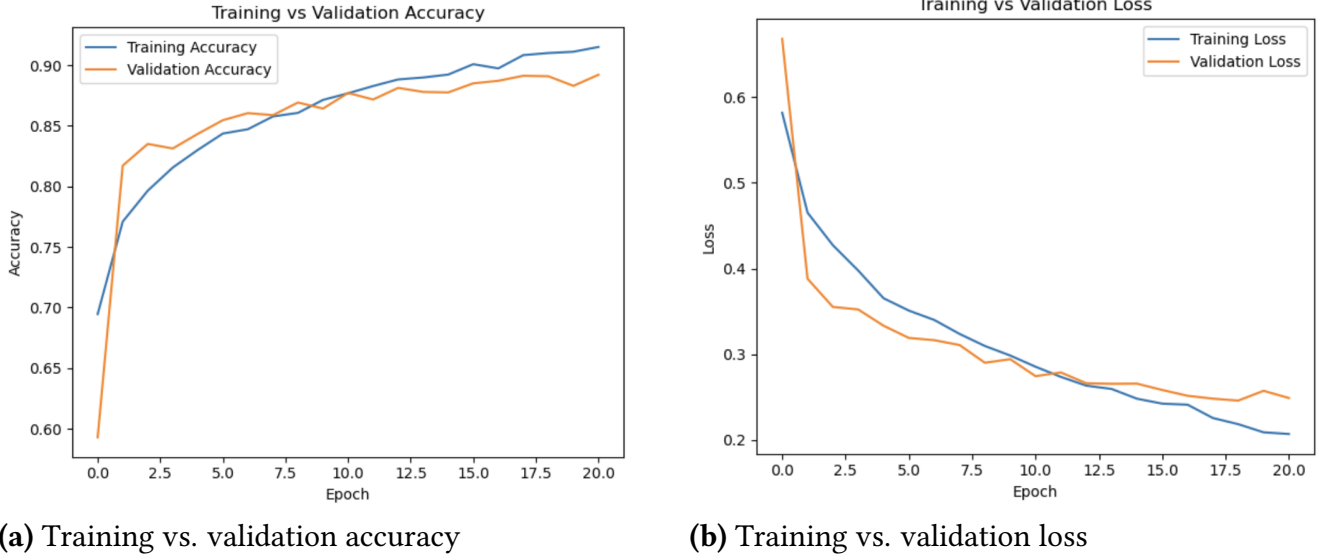 Training vs Validation Accuracy
Training Accuracy
Validation Accuracy
0.90
0.85
0.80
0.75
0.70
0.65
0.60
Accuracy
0.0 2.5 5.0 7.5 10.0 12.5 15.0 17.5 20.0
Epoch
(a) Training vs. validation accuracy
Training vs Validation Loss
Training Loss
Validation Loss
0.6
0.5
0.4
0.3
0.2
Loss
0.0 2.5 5.0 7.5 10.0 12.5 15.0 17.5 20.0
Epoch
(b) Training vs. validation loss